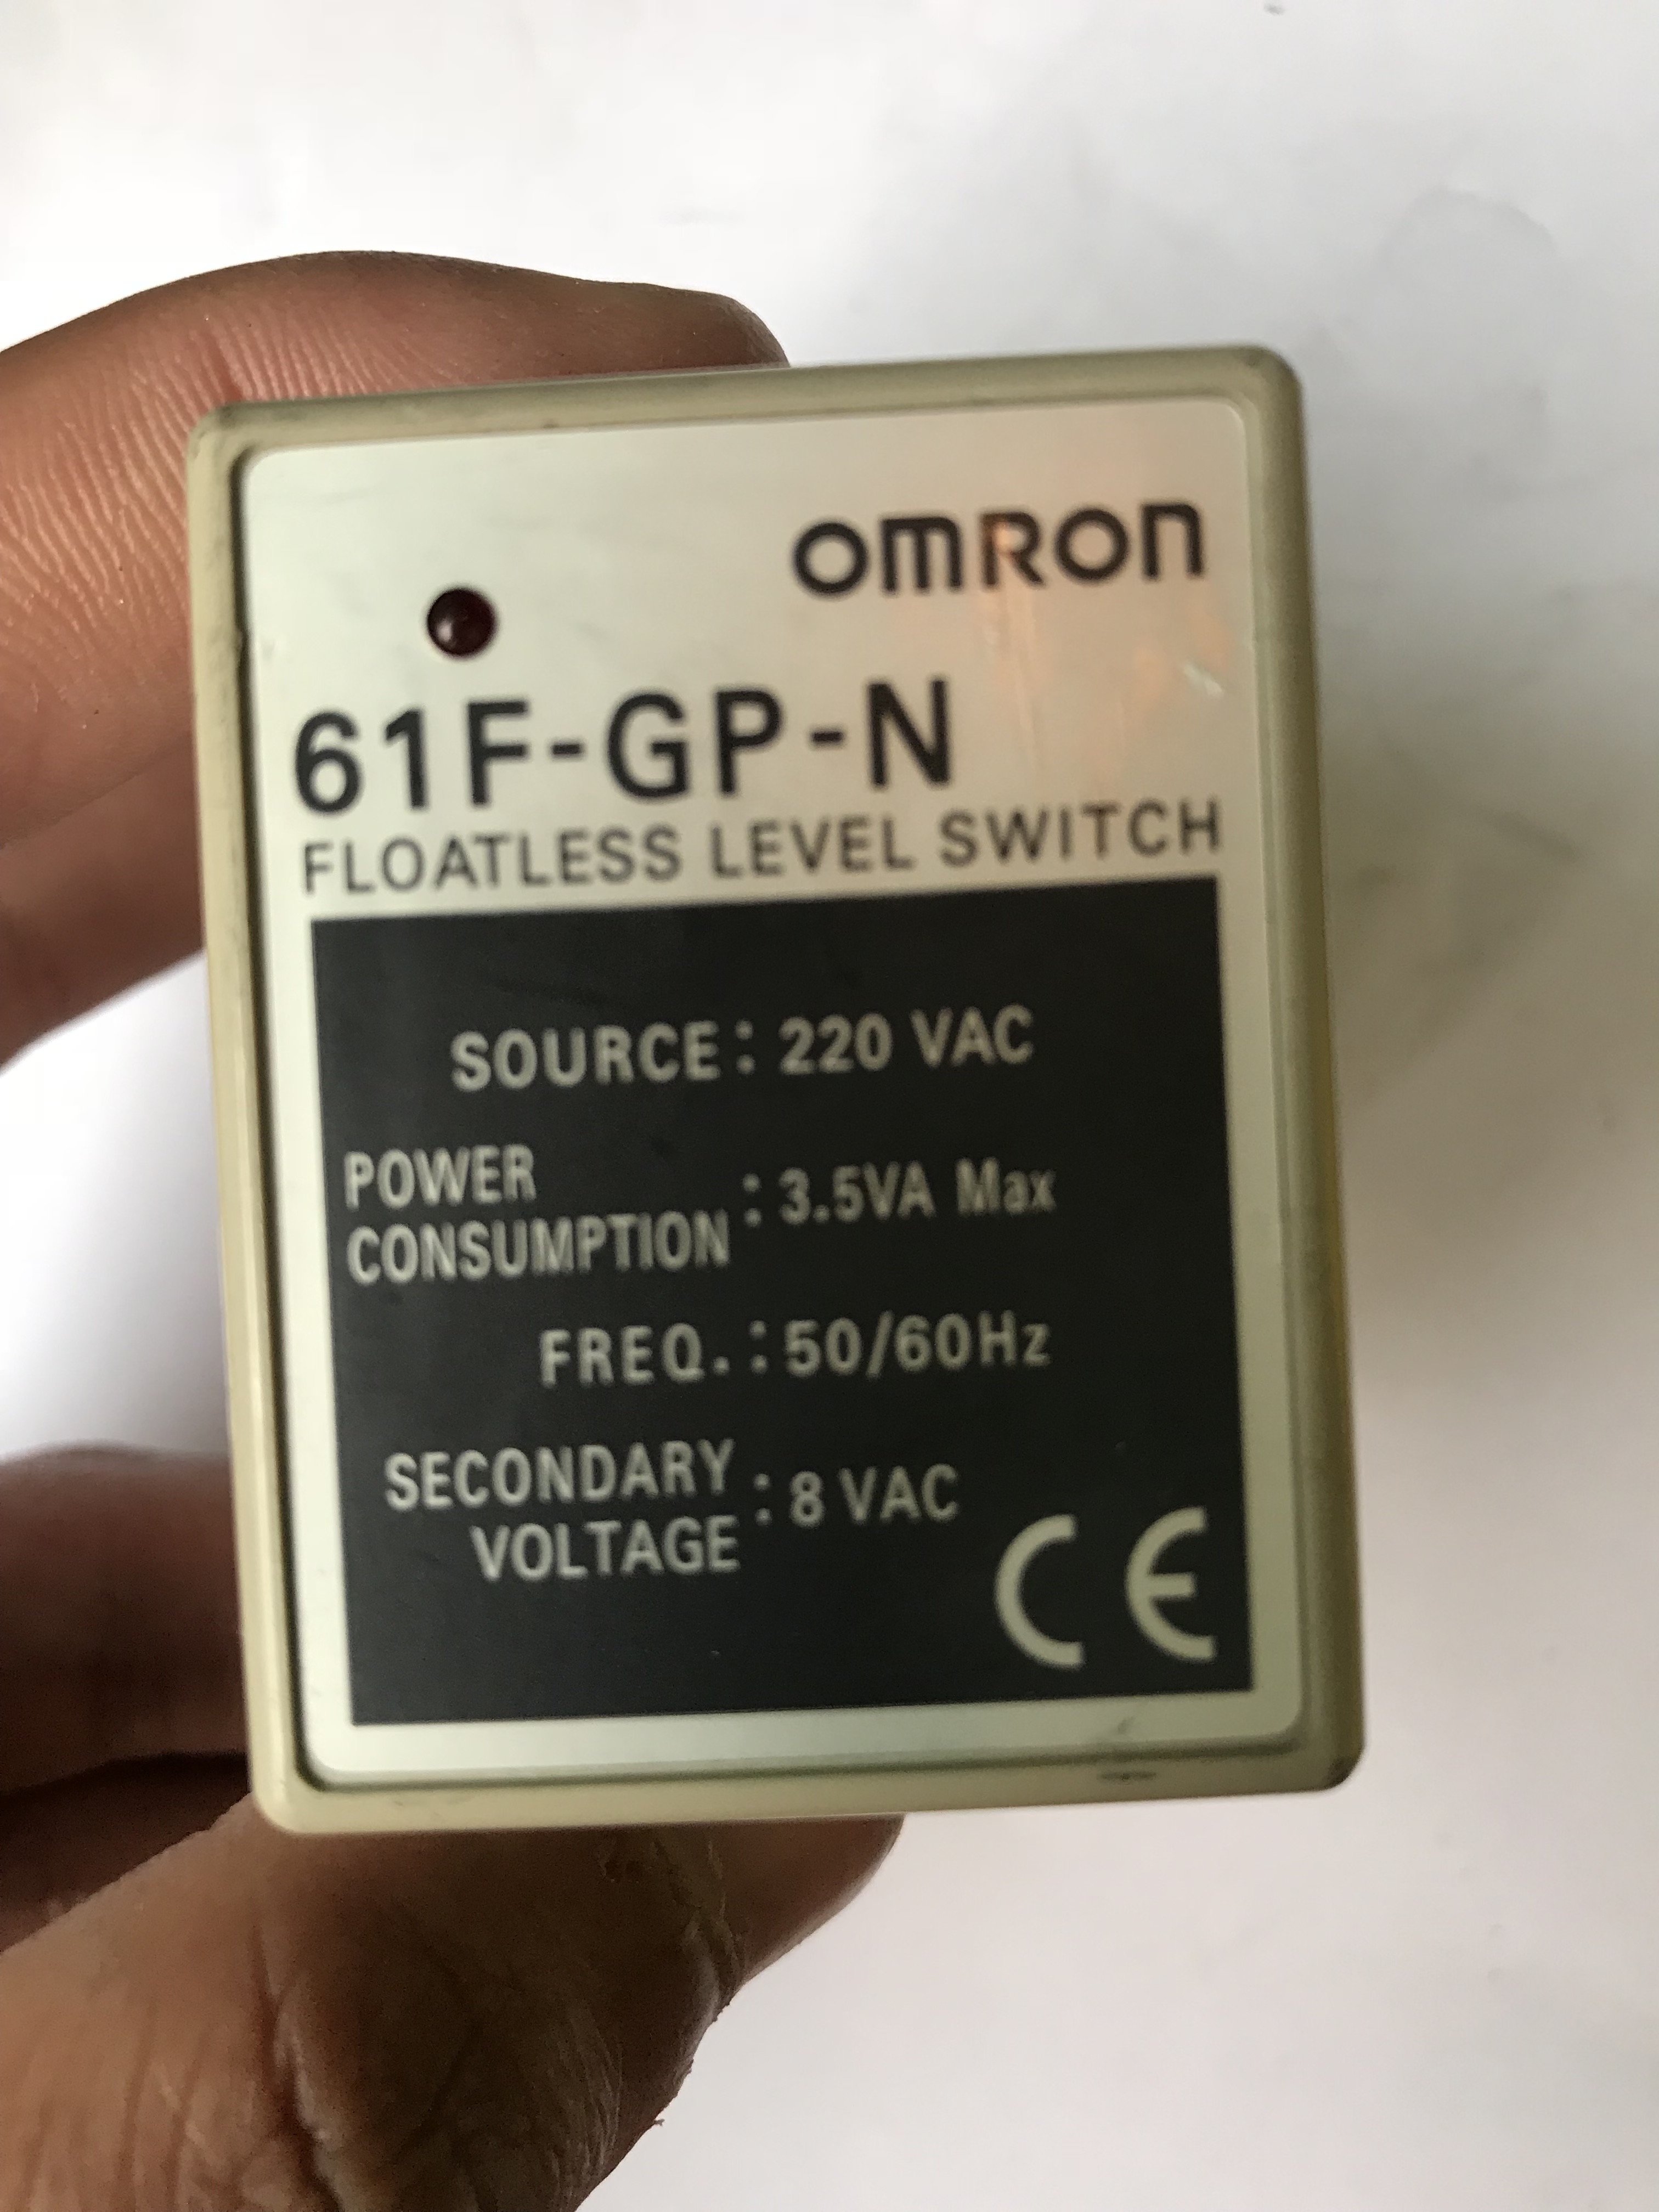 OMRON
61F-GP-N
FLOATLESS LEVEL SWITCH
SOURCE: 220 VAC
POWER
CONSUMPTION : 3.5VA Max
FREQ. : 50/60Hz
SECONDARY
VOLTAGE : 8 VAC
CE